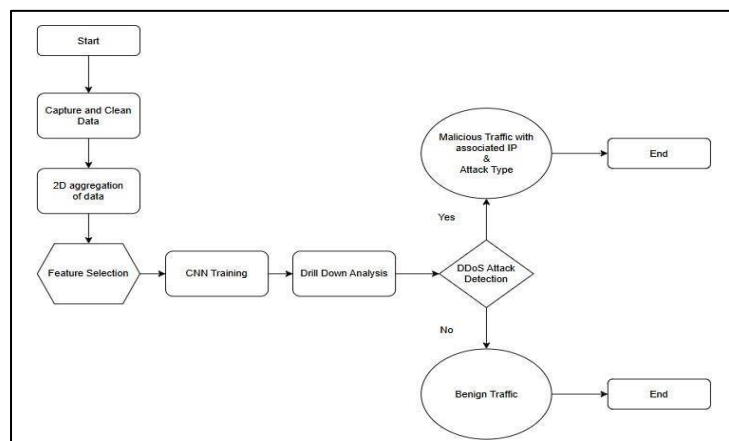 Start
Capture and Clean
Data
2D aggregation
of data
Feature Selection
CNN Training
Drill Down Analysis
DDoS Attack
Detection
Yes
Malicious Traffic with
associated IP
&
Attack Type
End
No
Benign Traffic
End